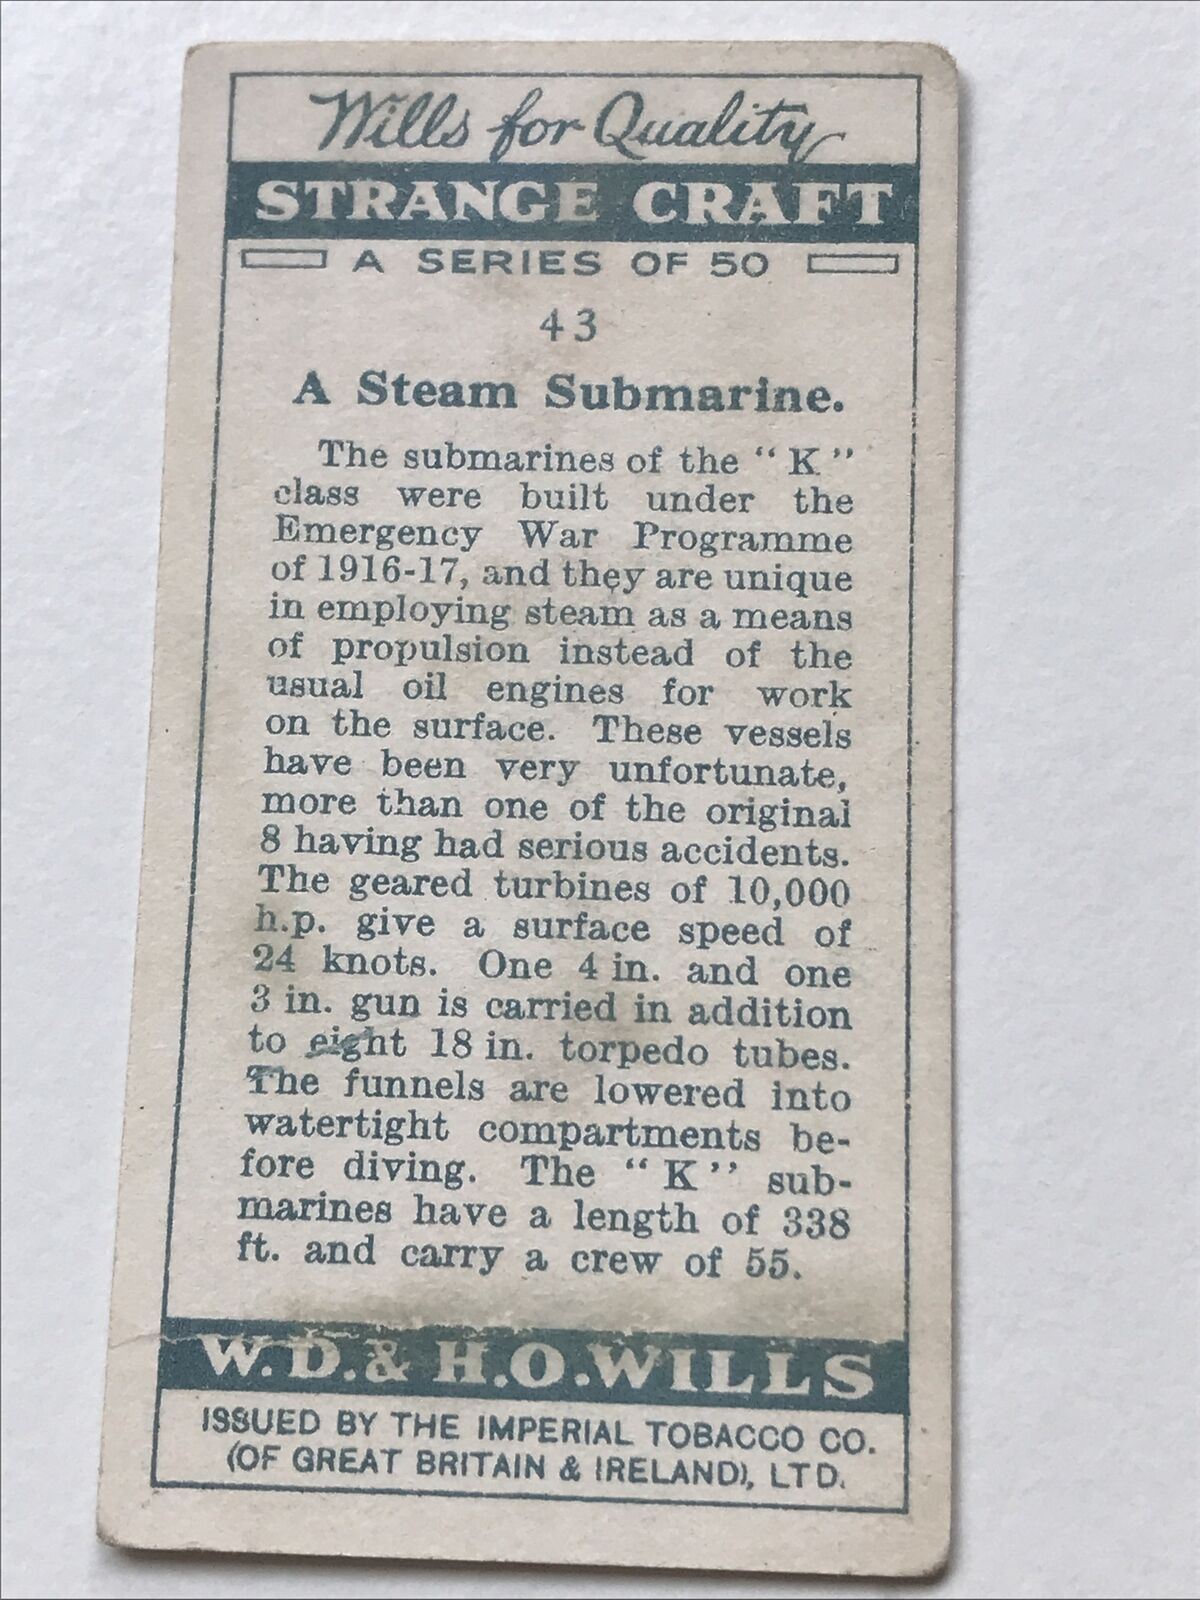 Wills for Quality
STRANGE CRAFT
A SERIES OF 50
43
A Steam Submarine.
The submarines of the "K"
class were built under the
Emergency War Programme
of 1916-17, and they are unique
in employing steam as a means
of propulsion instead of the
usual oil engines for work
on the surface. These vessels
have been very unfortunate,
more than one of the original
8 having had serious accidents.
The geared turbines of 10,000
h.p. give a surface speed of
24 knots. One 4 in. and one
3 in. gun is carried in addition
to eight 18 in. torpedo tubes.
The funnels are lowered into
watertight compartments be-
fore diving. The "K" sub-
marines have a length of 338
ft. and carry a crew of 55.
W.D. & H.O. WILLS
ISSUED BY THE IMPERIAL TOBACCO CO.
(OF GREAT BRITAIN & IRELAND), LTD.